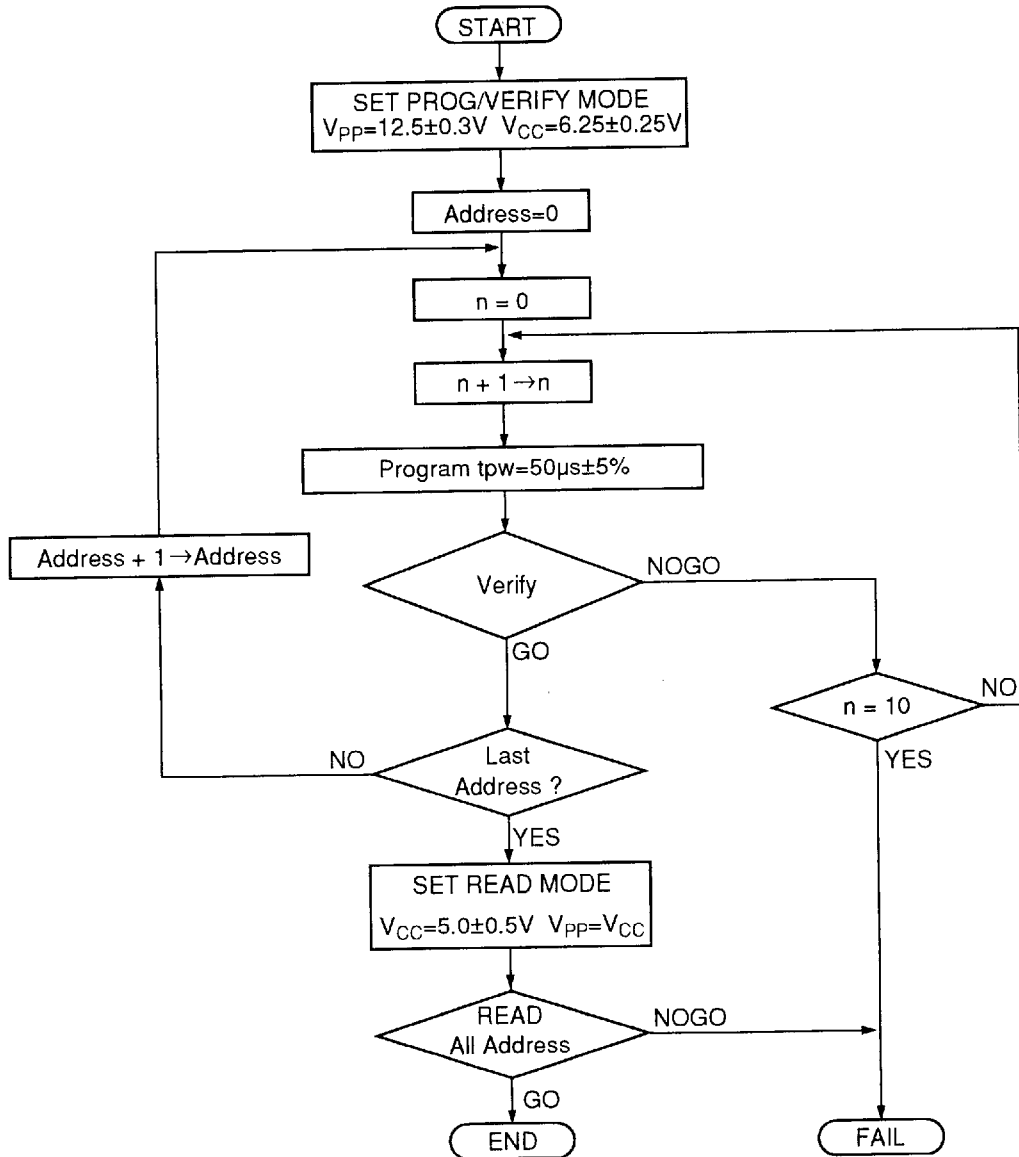 START
SET PROG/VERIFY MODE
VPP=12.5±0.3V VCC=6.25±0.25V
Address=0
n = 0
n + 1→n
Program tpw=50µs±5%
Address + 1→Address
Verify
NOGO
GO
n = 10
NO
YES
Last
Address ?
NO
YES
SET READ MODE
VCC=5.0±0.5V VPP=VCC
READ
All Address
NOGO
GO
END
FAIL